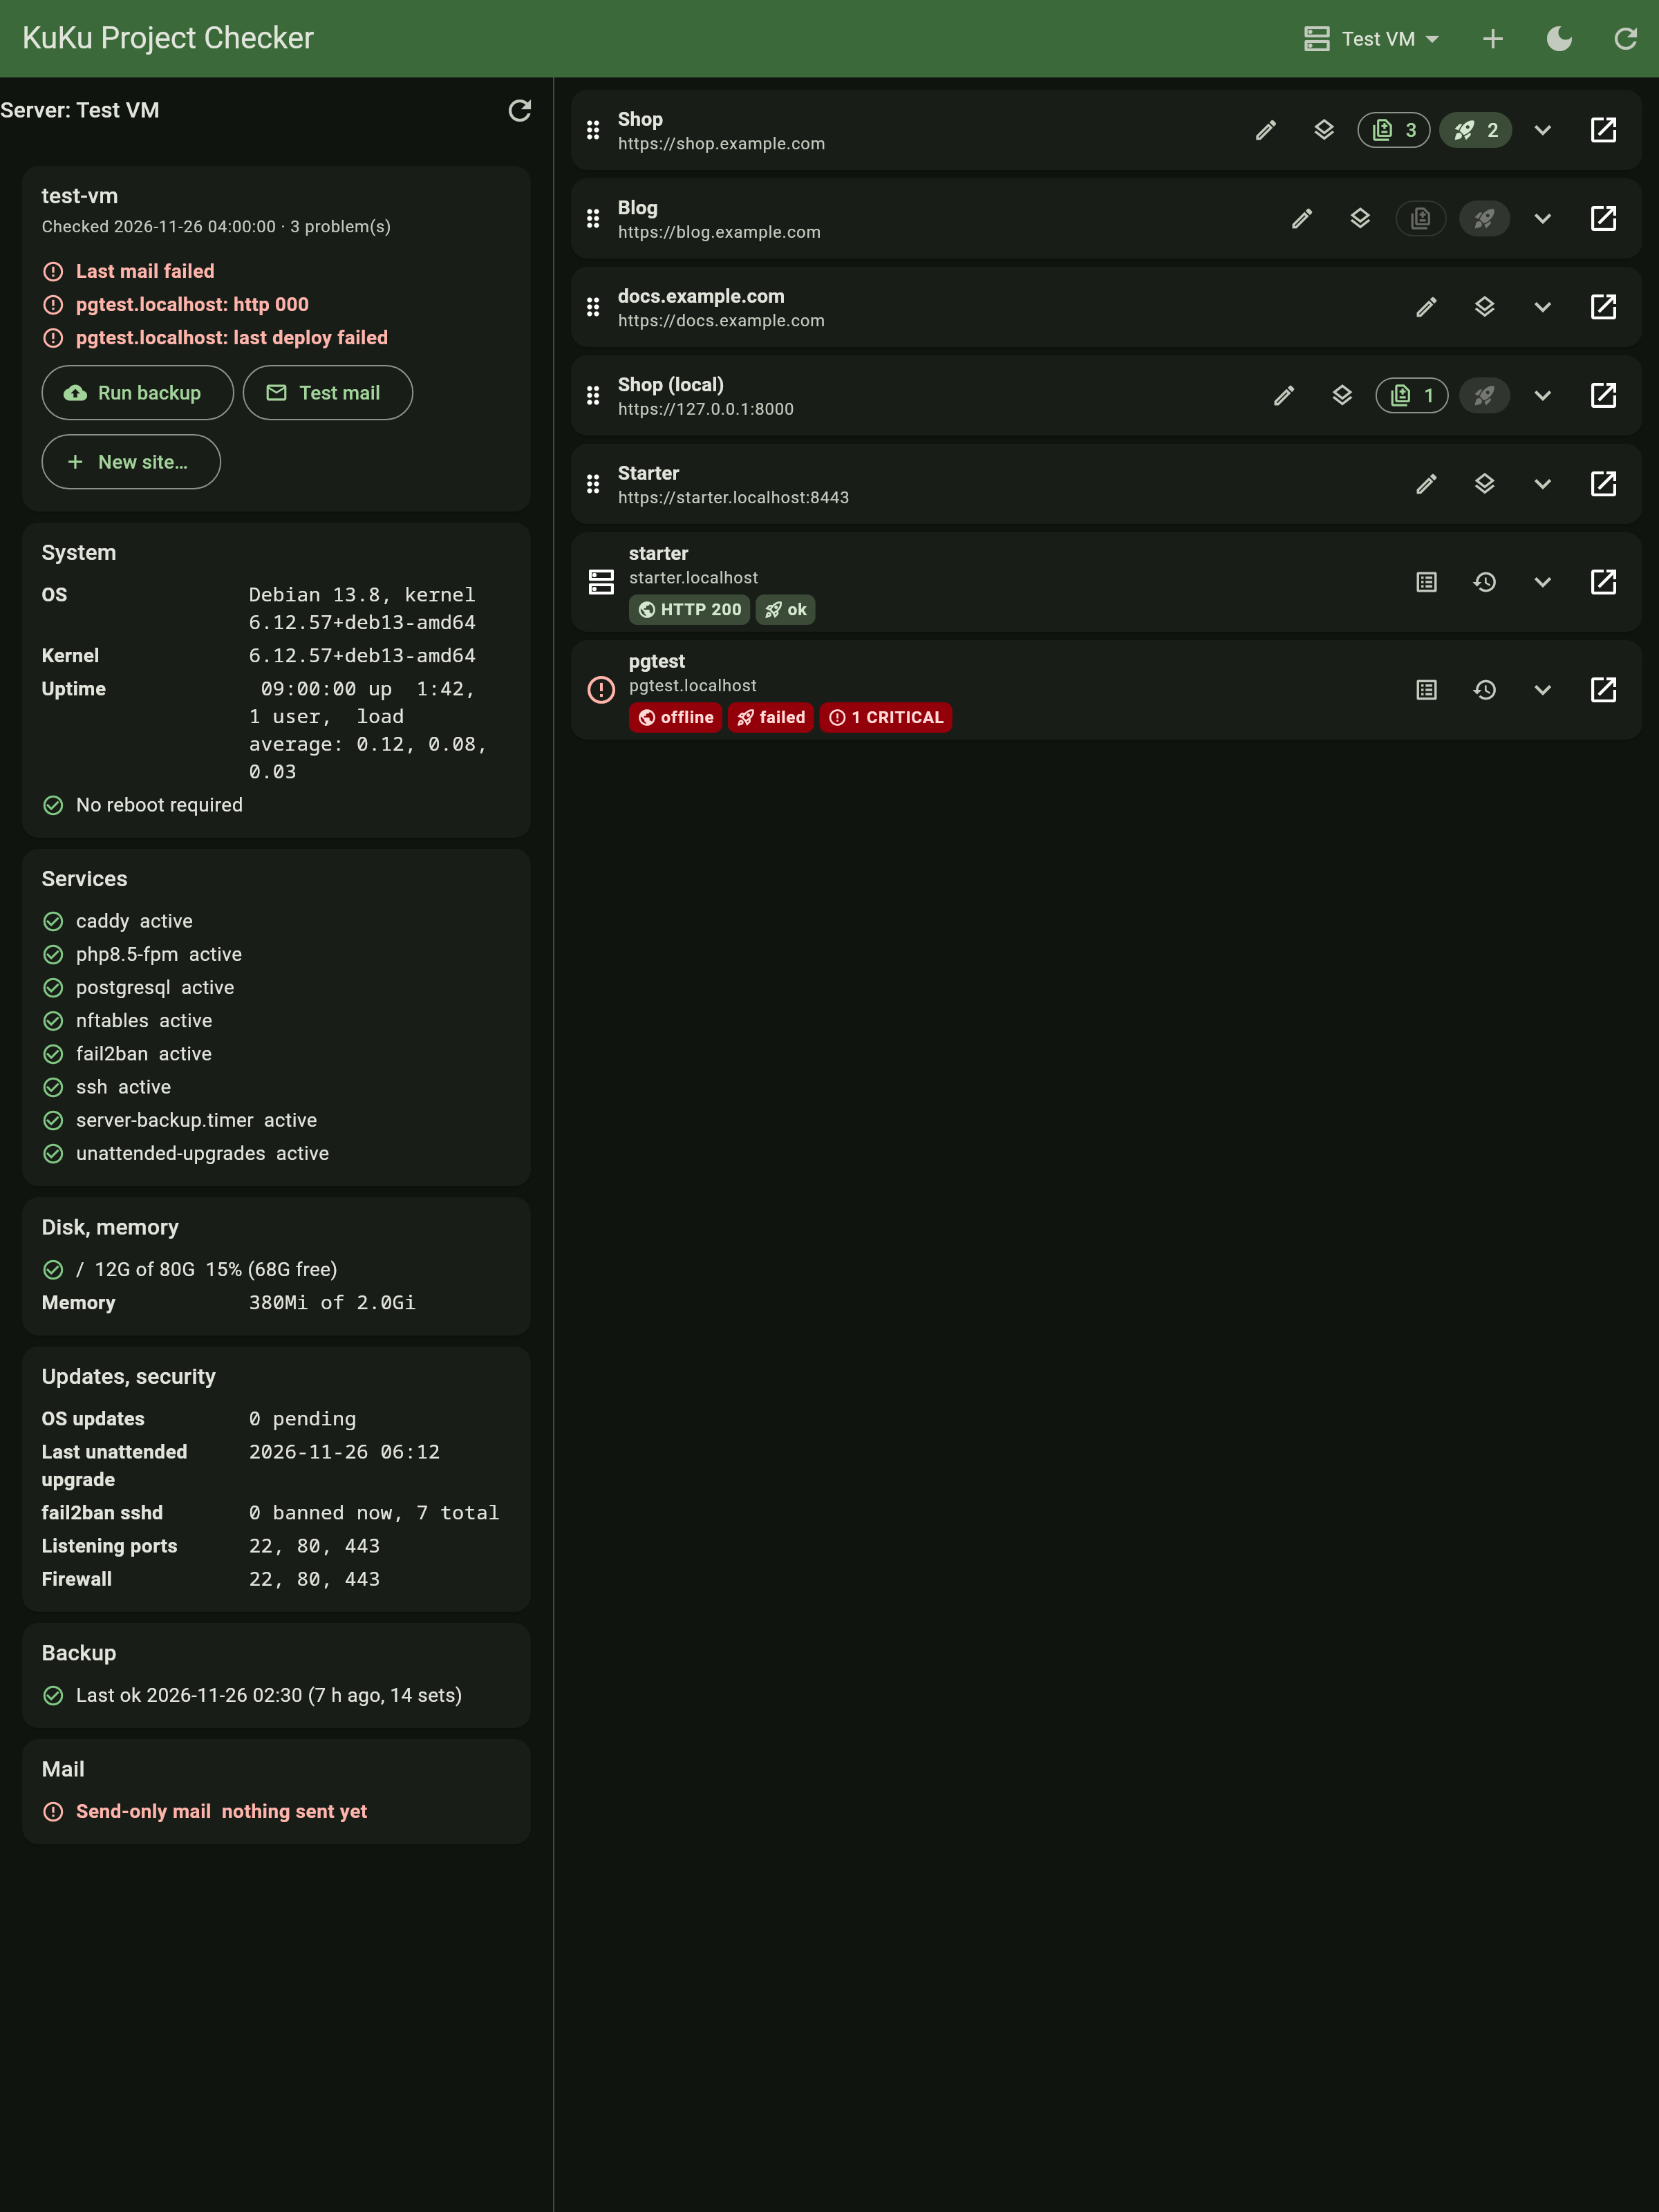 KuKu Project Checker
Test VM
Server: Test VM
test-vm
Checked 2026-11-26 04:00:00 · 3 problem(s)
Last mail failed
pgtest.localhost: http 000
pgtest.localhost: last deploy failed
Run backup
Test mail
New site…
System
OS Debian 13.8, kernel
6.12.57+deb13-amd64
Kernel 6.12.57+deb13-amd64
Uptime 09:00:00 up 1:42,
1 user, load
average: 0.12, 0.08,
0.03
No reboot required
Services
caddy active
php8.5-fpm active
postgresql active
nftables active
fail2ban active
ssh active
server-backup.timer active
unattended-upgrades active
Disk, memory
/ 12G of 80G 15% (68G free)
Memory 380Mi of 2.0Gi
Updates, security
OS updates 0 pending
Last unattended 2026-11-26 06:12
upgrade
fail2ban sshd 0 banned now, 7 total
Listening ports 22, 80, 443
Firewall 22, 80, 443
Backup
Last ok 2026-11-26 02:30 (7 h ago, 14 sets)
Mail
Send-only mail nothing sent yet
Shop
https://shop.example.com
3 2
Blog
https://blog.example.com
docs.example.com
https://docs.example.com
Shop (local)
https://127.0.0.1:8000
1
Starter
https://starter.localhost:8443
starter
starter.localhost
HTTP 200 ok
pgtest
pgtest.localhost
offline failed 1 CRITICAL